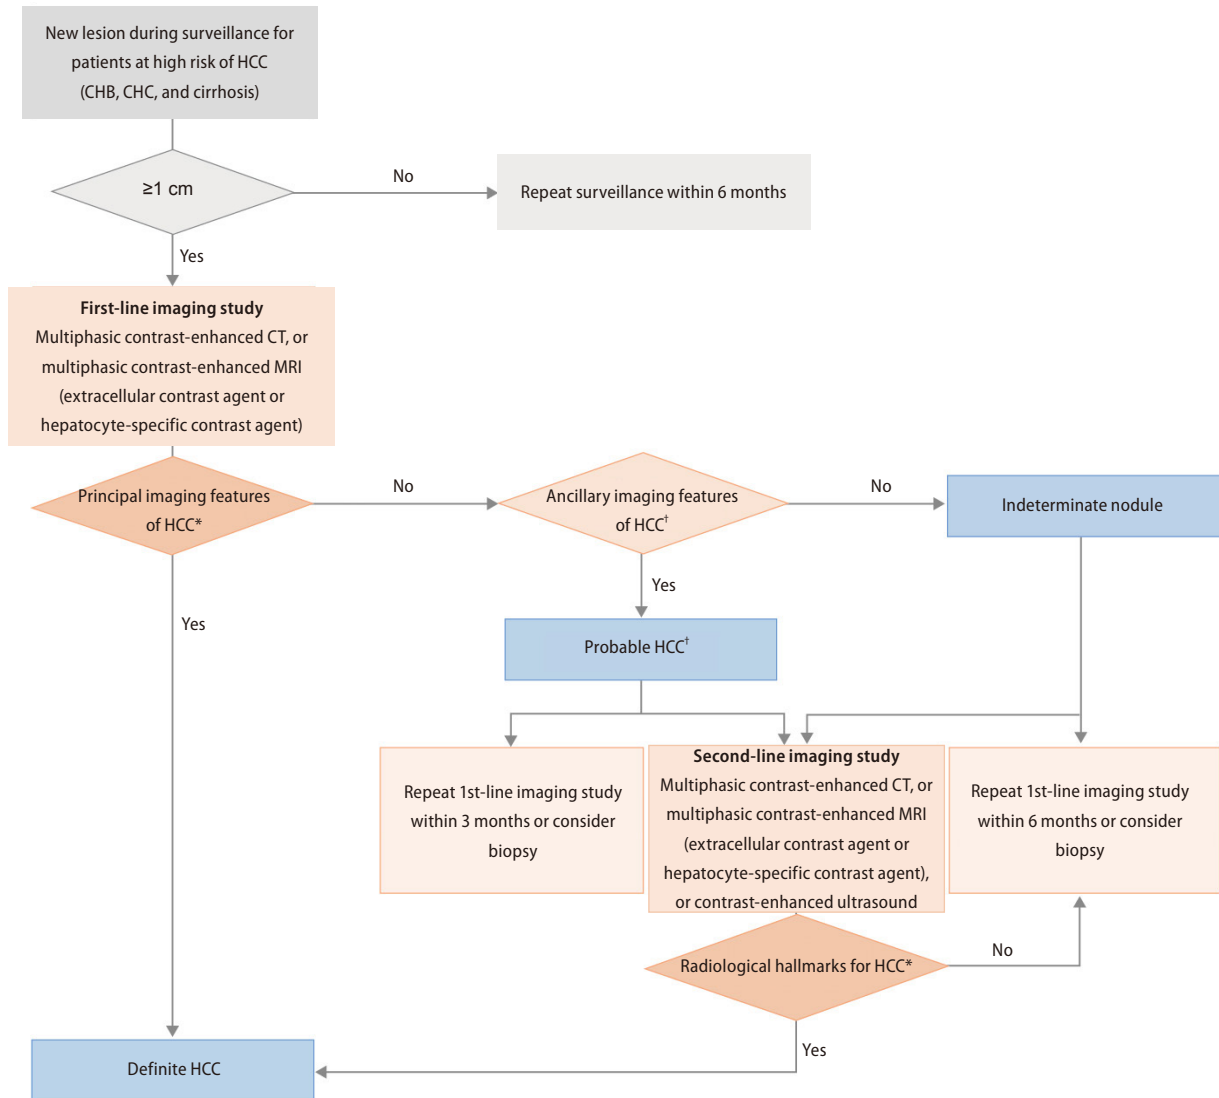 New lesion during surveillance for
patients at high risk of HCC
(CHB, CHC, and cirrhosis)
≥1 cm
No
Repeat surveillance within 6 months
Yes
First-line imaging study
Multiphasic contrast-enhanced CT, or
multiphasic contrast-enhanced MRI
(extracellular contrast agent or
hepatocyte-specific contrast agent)
Principal imaging features
of HCC*
No
Ancillary imaging features
of HCC†
No
Indeterminate nodule
Yes
Yes
Probable HCC†
Repeat 1st-line imaging study
within 3 months or consider
biopsy
Second-line imaging study
Multiphasic contrast-enhanced CT, or
multiphasic contrast-enhanced MRI
(extracellular contrast agent or
hepatocyte-specific contrast agent),
or contrast-enhanced ultrasound
Repeat 1st-line imaging study
within 6 months or consider
biopsy
Radiological hallmarks for HCC*
No
Yes
Definite HCC